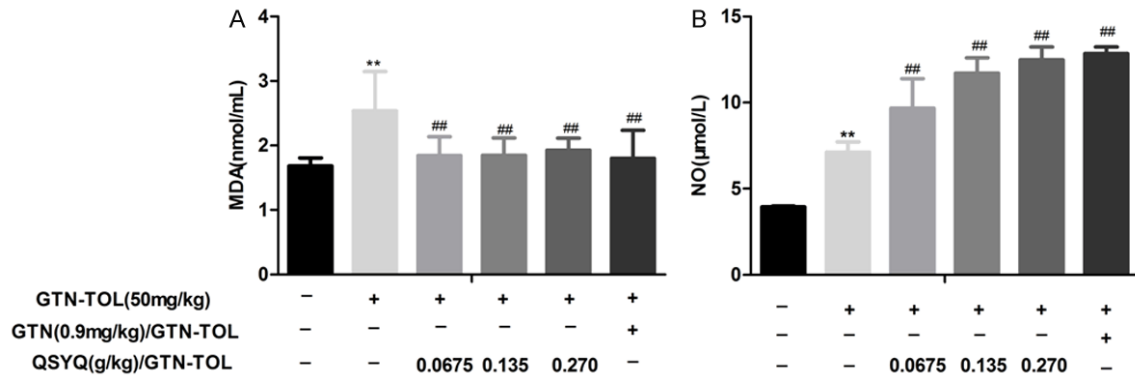 A
B
4
3
2
1
0
MDA(nmol/mL)
**
##
##
##
##
15
10
5
0
NO(μmol/L)
**
##
##
##
##
GTN-TOL(50mg/kg) – + + + + + – + + + + +
GTN(0.9mg/kg)/GTN-TOL – – – – – + – – – – – +
QSYQ(g/kg)/GTN-TOL – – 0.0675 0.135 0.270 – – – 0.0675 0.135 0.270 –